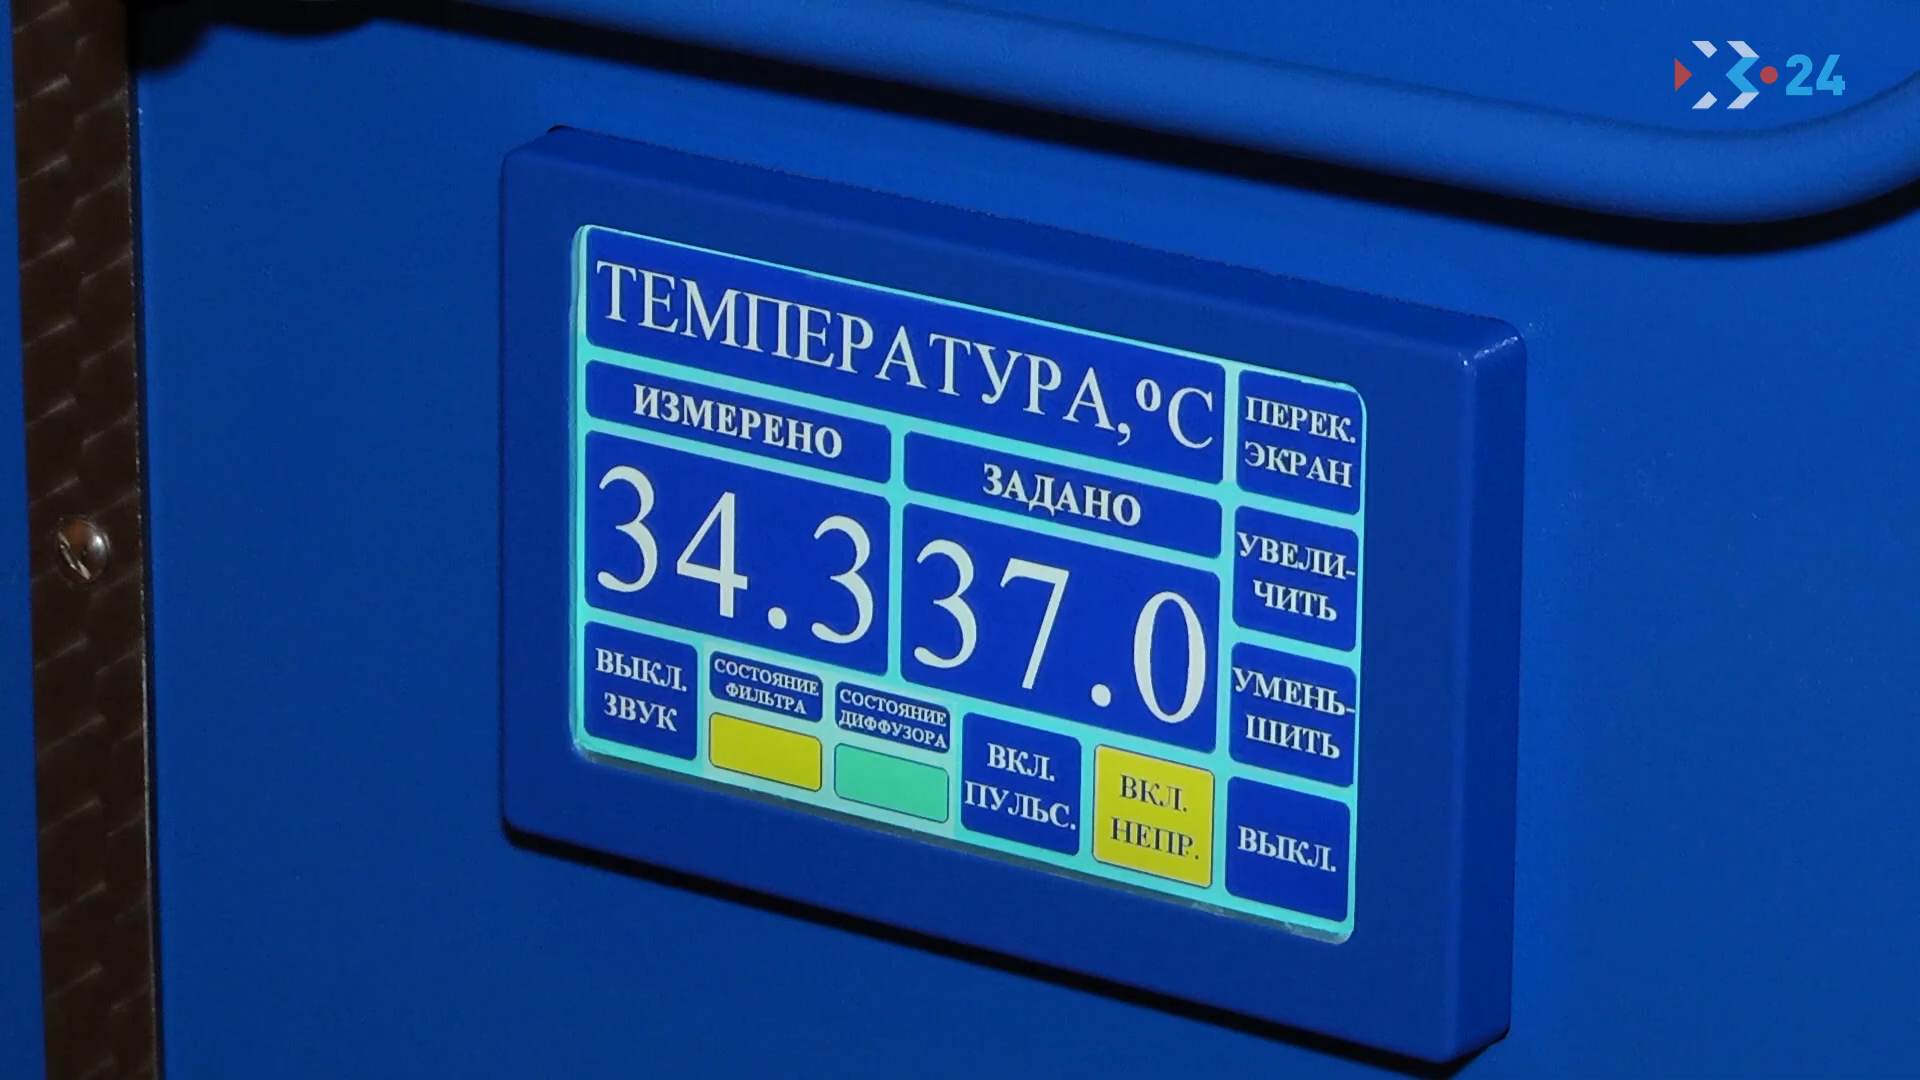 24
ТЕМПЕРАТУРА,ºС
ПЕРЕК.
ЭКРАН
ИЗМЕРЕНО
ЗАДАНО
34.3
37.0
УВЕЛИ-
ЧИТЬ
УМЕНЬ-
ШИТЬ
ВЫКЛ.
ЗВУК
СОСТОЯНИЕ
ФИЛЬТРА
СОСТОЯНИЕ
ДИФФУЗОРА
ВКЛ.
ПУЛЬС.
ВКЛ.
НЕПР.
ВЫКЛ.